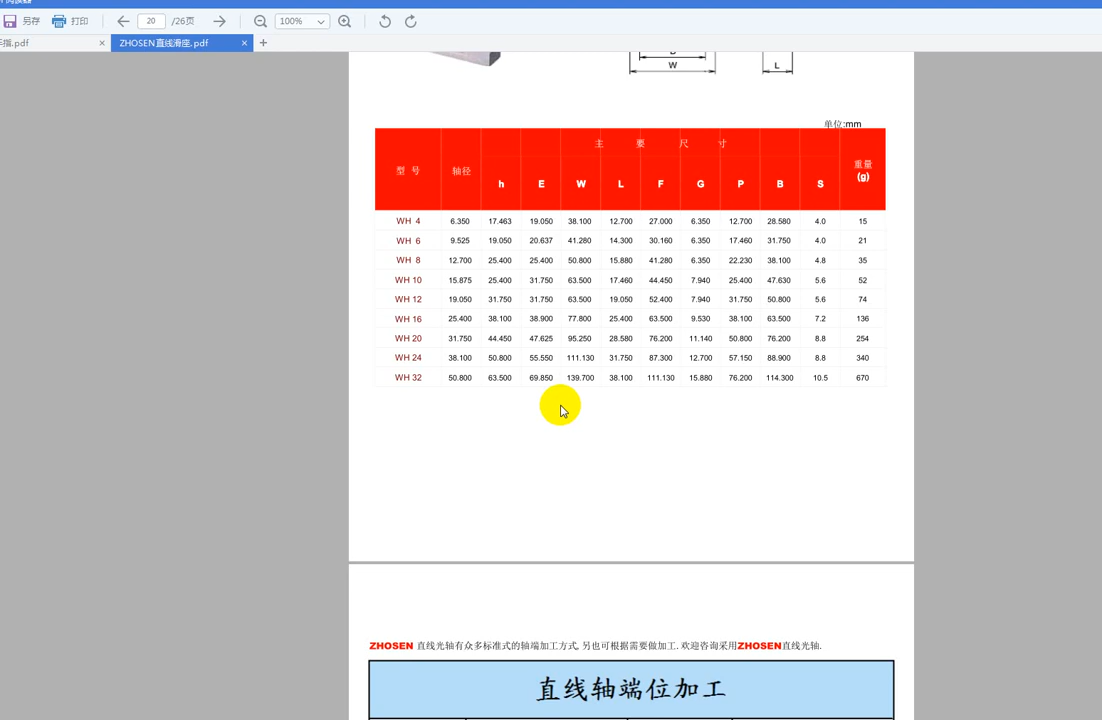 另存 打印 20 /26页 100%
.pdf × ZHOSEN直线滑座.pdf × +
W L
单位:mm
主 要 尺 寸
型 号 轴径 重量
h E W L F G P B S (g)
WH 4 6.350 17.463 19.050 38.100 12.700 27.000 6.350 12.700 28.580 4.0 15
WH 6 9.525 19.050 20.637 41.280 14.300 30.160 6.350 17.460 31.750 4.0 21
WH 8 12.700 25.400 25.400 50.800 15.880 41.280 6.350 22.230 38.100 4.8 35
WH 10 15.875 25.400 31.750 63.500 17.460 44.450 7.940 25.400 47.630 5.6 52
WH 12 19.050 31.750 31.750 63.500 19.050 52.400 7.940 31.750 50.800 5.6 74
WH 16 25.400 38.100 38.900 77.800 25.400 63.500 9.530 38.100 63.500 7.2 136
WH 20 31.750 44.450 47.625 95.250 28.580 76.200 11.140 50.800 76.200 8.8 254
WH 24 38.100 50.800 55.550 111.130 31.750 87.300 12.700 57.150 88.900 8.8 340
WH 32 50.800 63.500 69.850 139.700 38.100 111.130 15.880 76.200 114.300 10.5 670
ZHOSEN 直线光轴有众多标准式的轴端加工方式, 另也可根据需要做加工. 欢迎咨询采用ZHOSEN直线光轴.
直线轴端位加工